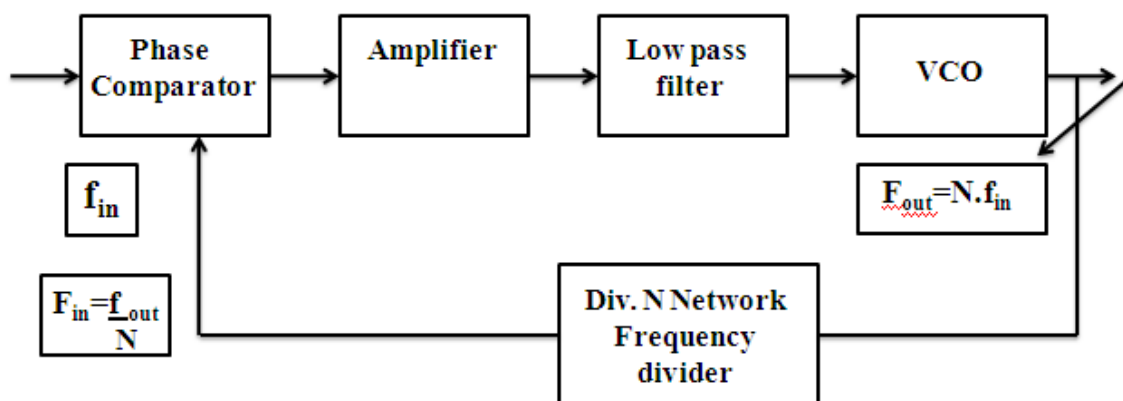 Phase
Comparator
Amplifier
Low pass
filter
VCO
fin
Fout=N.fin
Fin=fout
N
Div. N Network
Frequency
divider